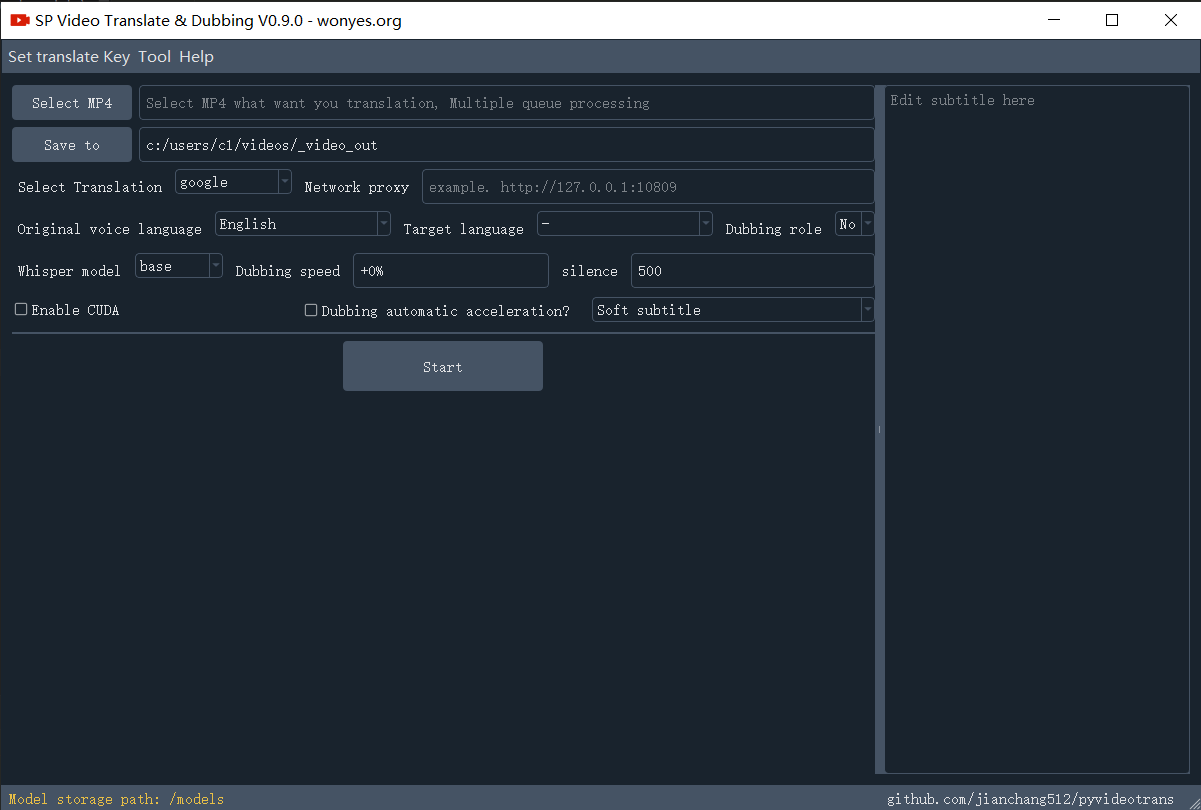 SP Video Translate & Dubbing V0.9.0 - wonyes.org
Set translate Key Tool Help
Select MP4 Select MP4 what want you translation, Multiple queue processing
Save to c:/users/c1/videos/_video_out
Select Translation google Network proxy example. http://127.0.0.1:10809
Original voice language English Target language - Dubbing role No
Whisper model base Dubbing speed +0% silence 500
Enable CUDA Dubbing automatic acceleration? Soft subtitle
Start
Edit subtitle here
Model storage path: /models
github.com/jianchang512/pyvideotrans